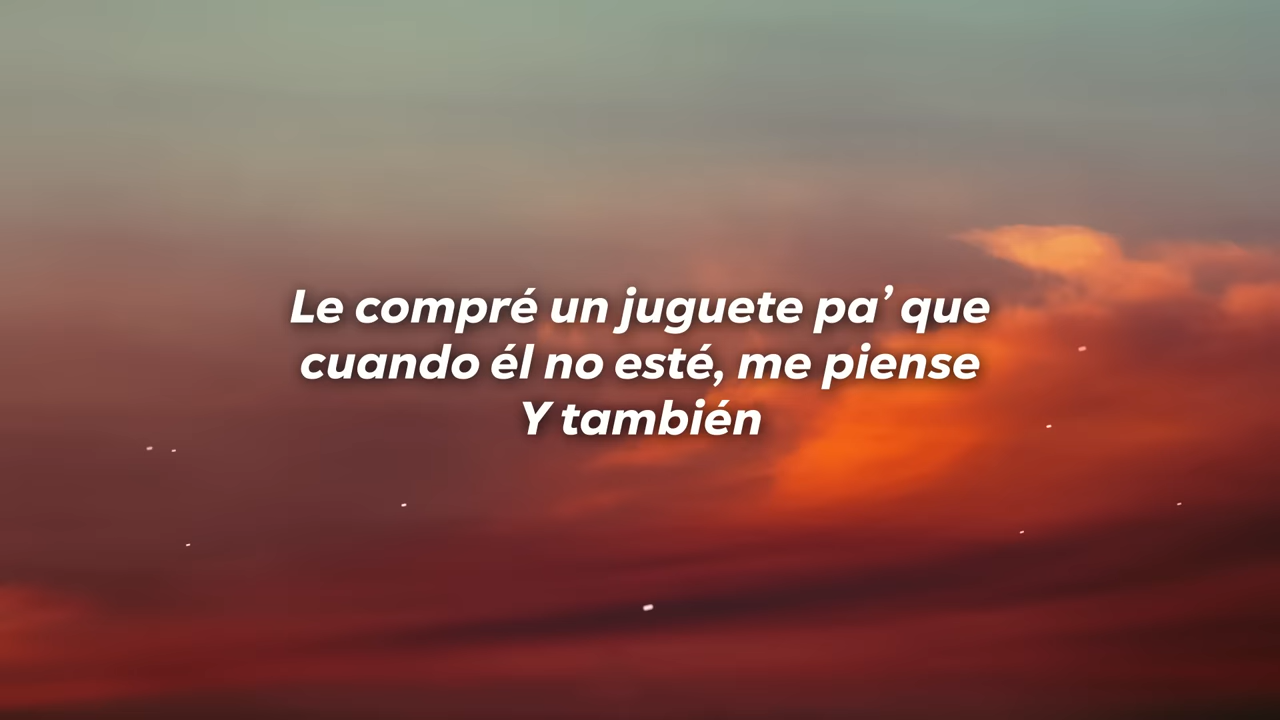 Le compré un juguete pa’ que
cuando él no esté, me piense
Y también